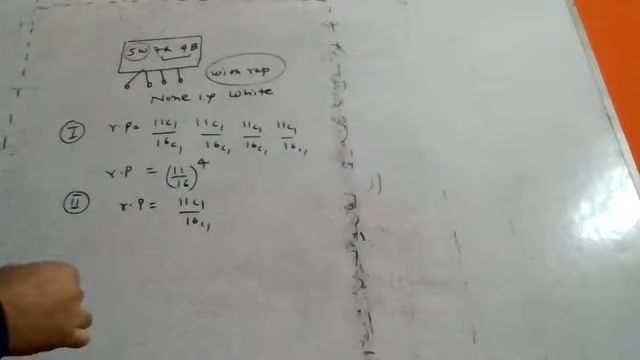 5W 7R 4B
with rep
None is white
I r.P = 11C1/16C1 11C1/16C1 11C1/16C1 11C1/16C1
r.P = (11/16)^4
II r.P = 11C1/16C1